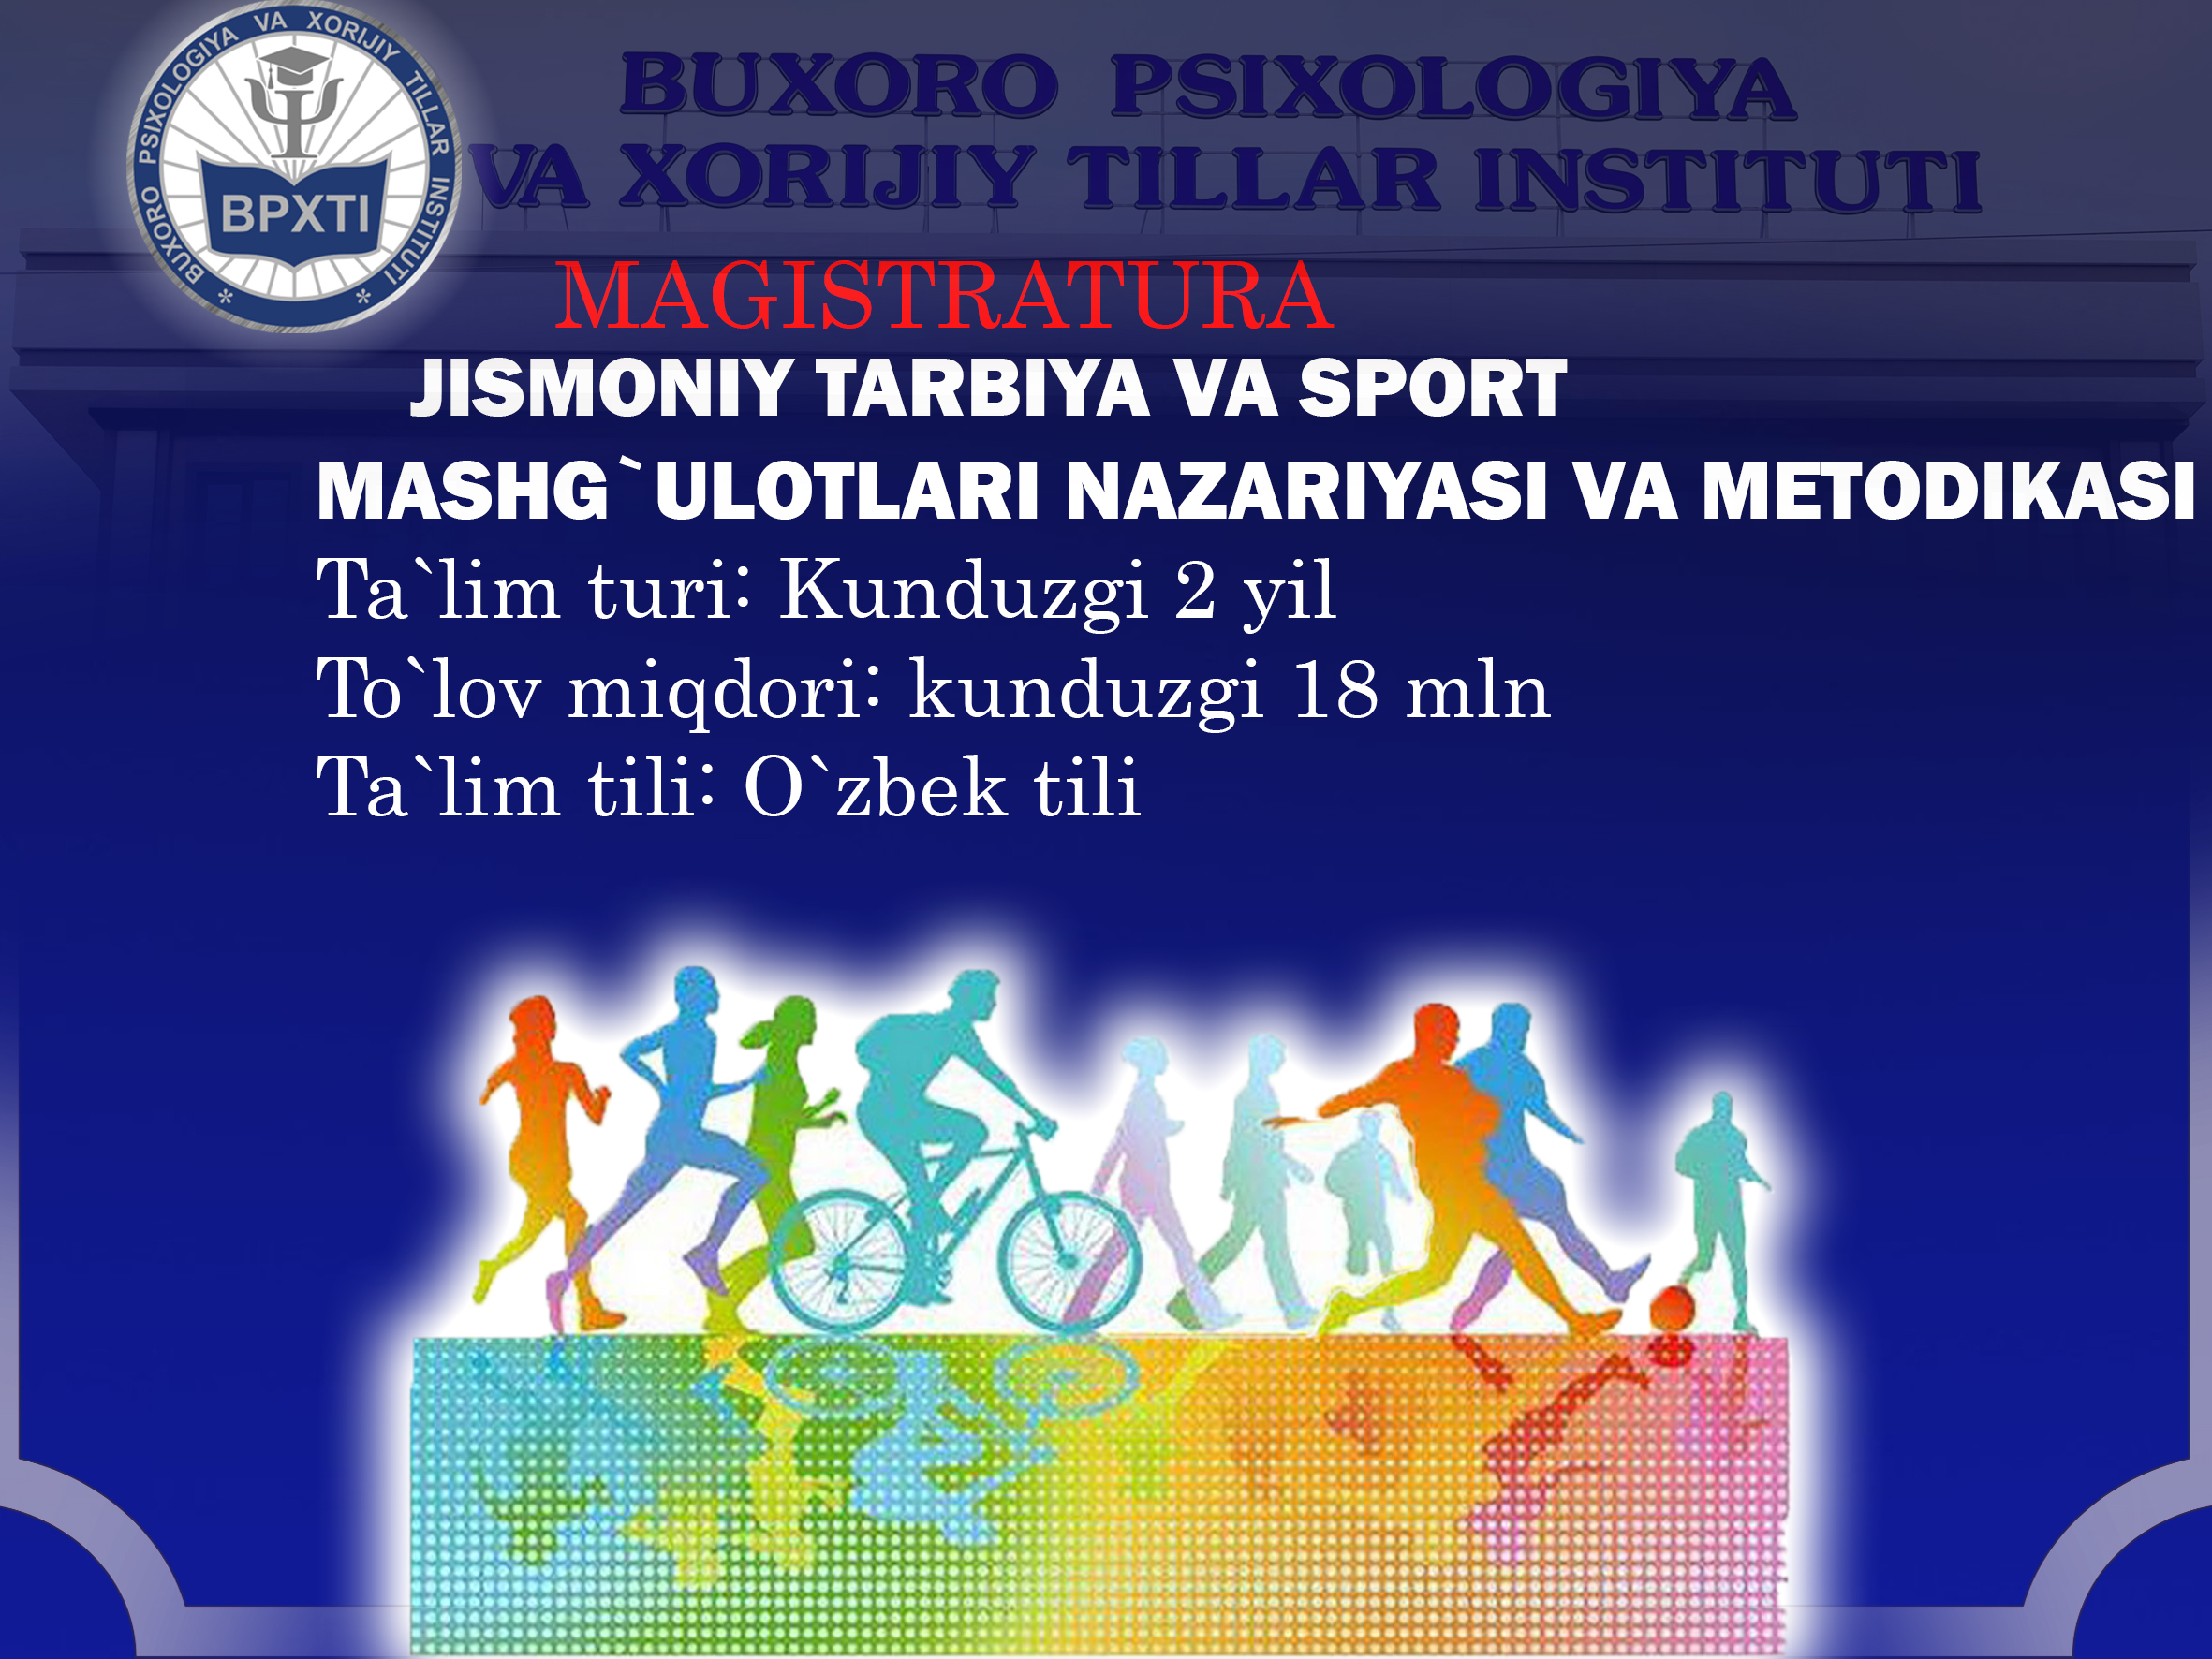 BUXORO PSIXOLOGIYA VA XORIJIY TILLAR INSTITUTI
BPXTI
BUXORO PSIXOLOGIYA
VA XORIJIY TILLAR INSTITUTI
MAGISTRATURA
JISMONIY TARBIYA VA SPORT
MASHG`ULOTLARI NAZARIYASI VA METODIKASI
Ta`lim turi: Kunduzgi 2 yil
To`lov miqdori: kunduzgi 18 mln
Ta`lim tili: O`zbek tili